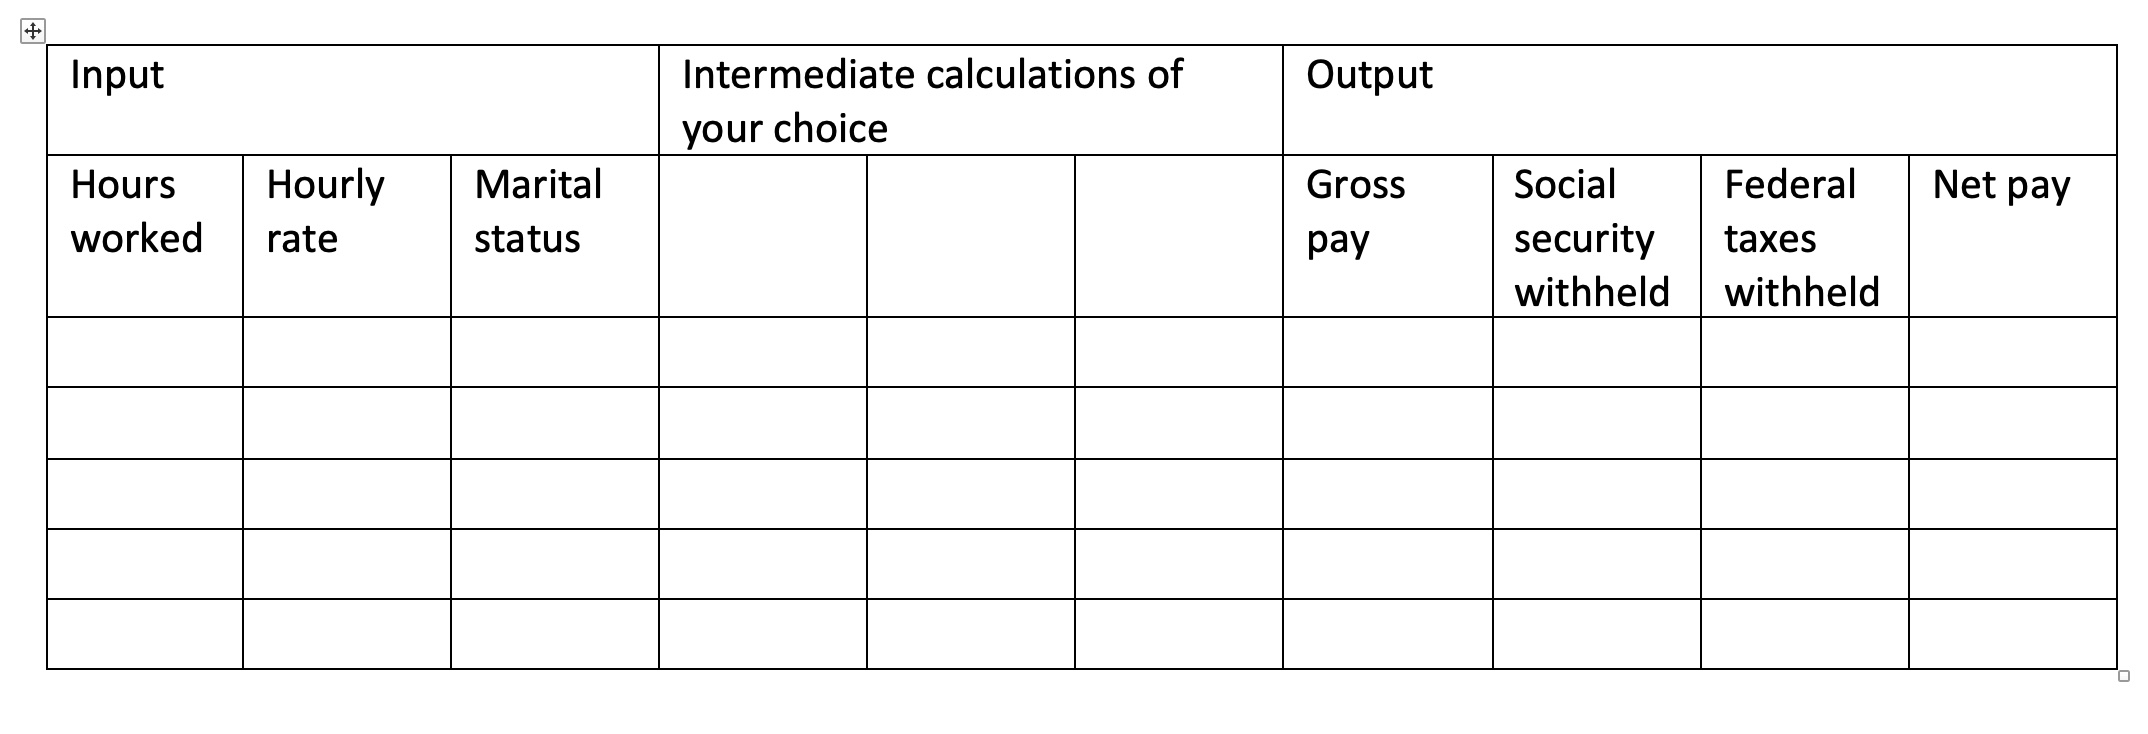 Input
Intermediate calculations of
your choice
Output
Hours
worked
Hourly
rate
Marital
status
Gross
pay
Social
security
withheld
Federal
taxes
withheld
Net pay